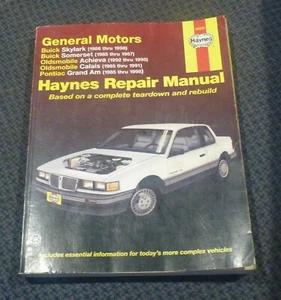 General Motors
Buick Skylark (1986 thru 1998)
Buick Somerset (1985 thru 1987)
Oldsmobile Achieva (1992 thru 1998)
Oldsmobile Calais (1985 thru 1991)
Pontiac Grand Am (1985 thru 1998)
Haynes
Haynes Repair Manual
Based on a complete teardown and rebuild
Includes essential information for today's more complex vehicles